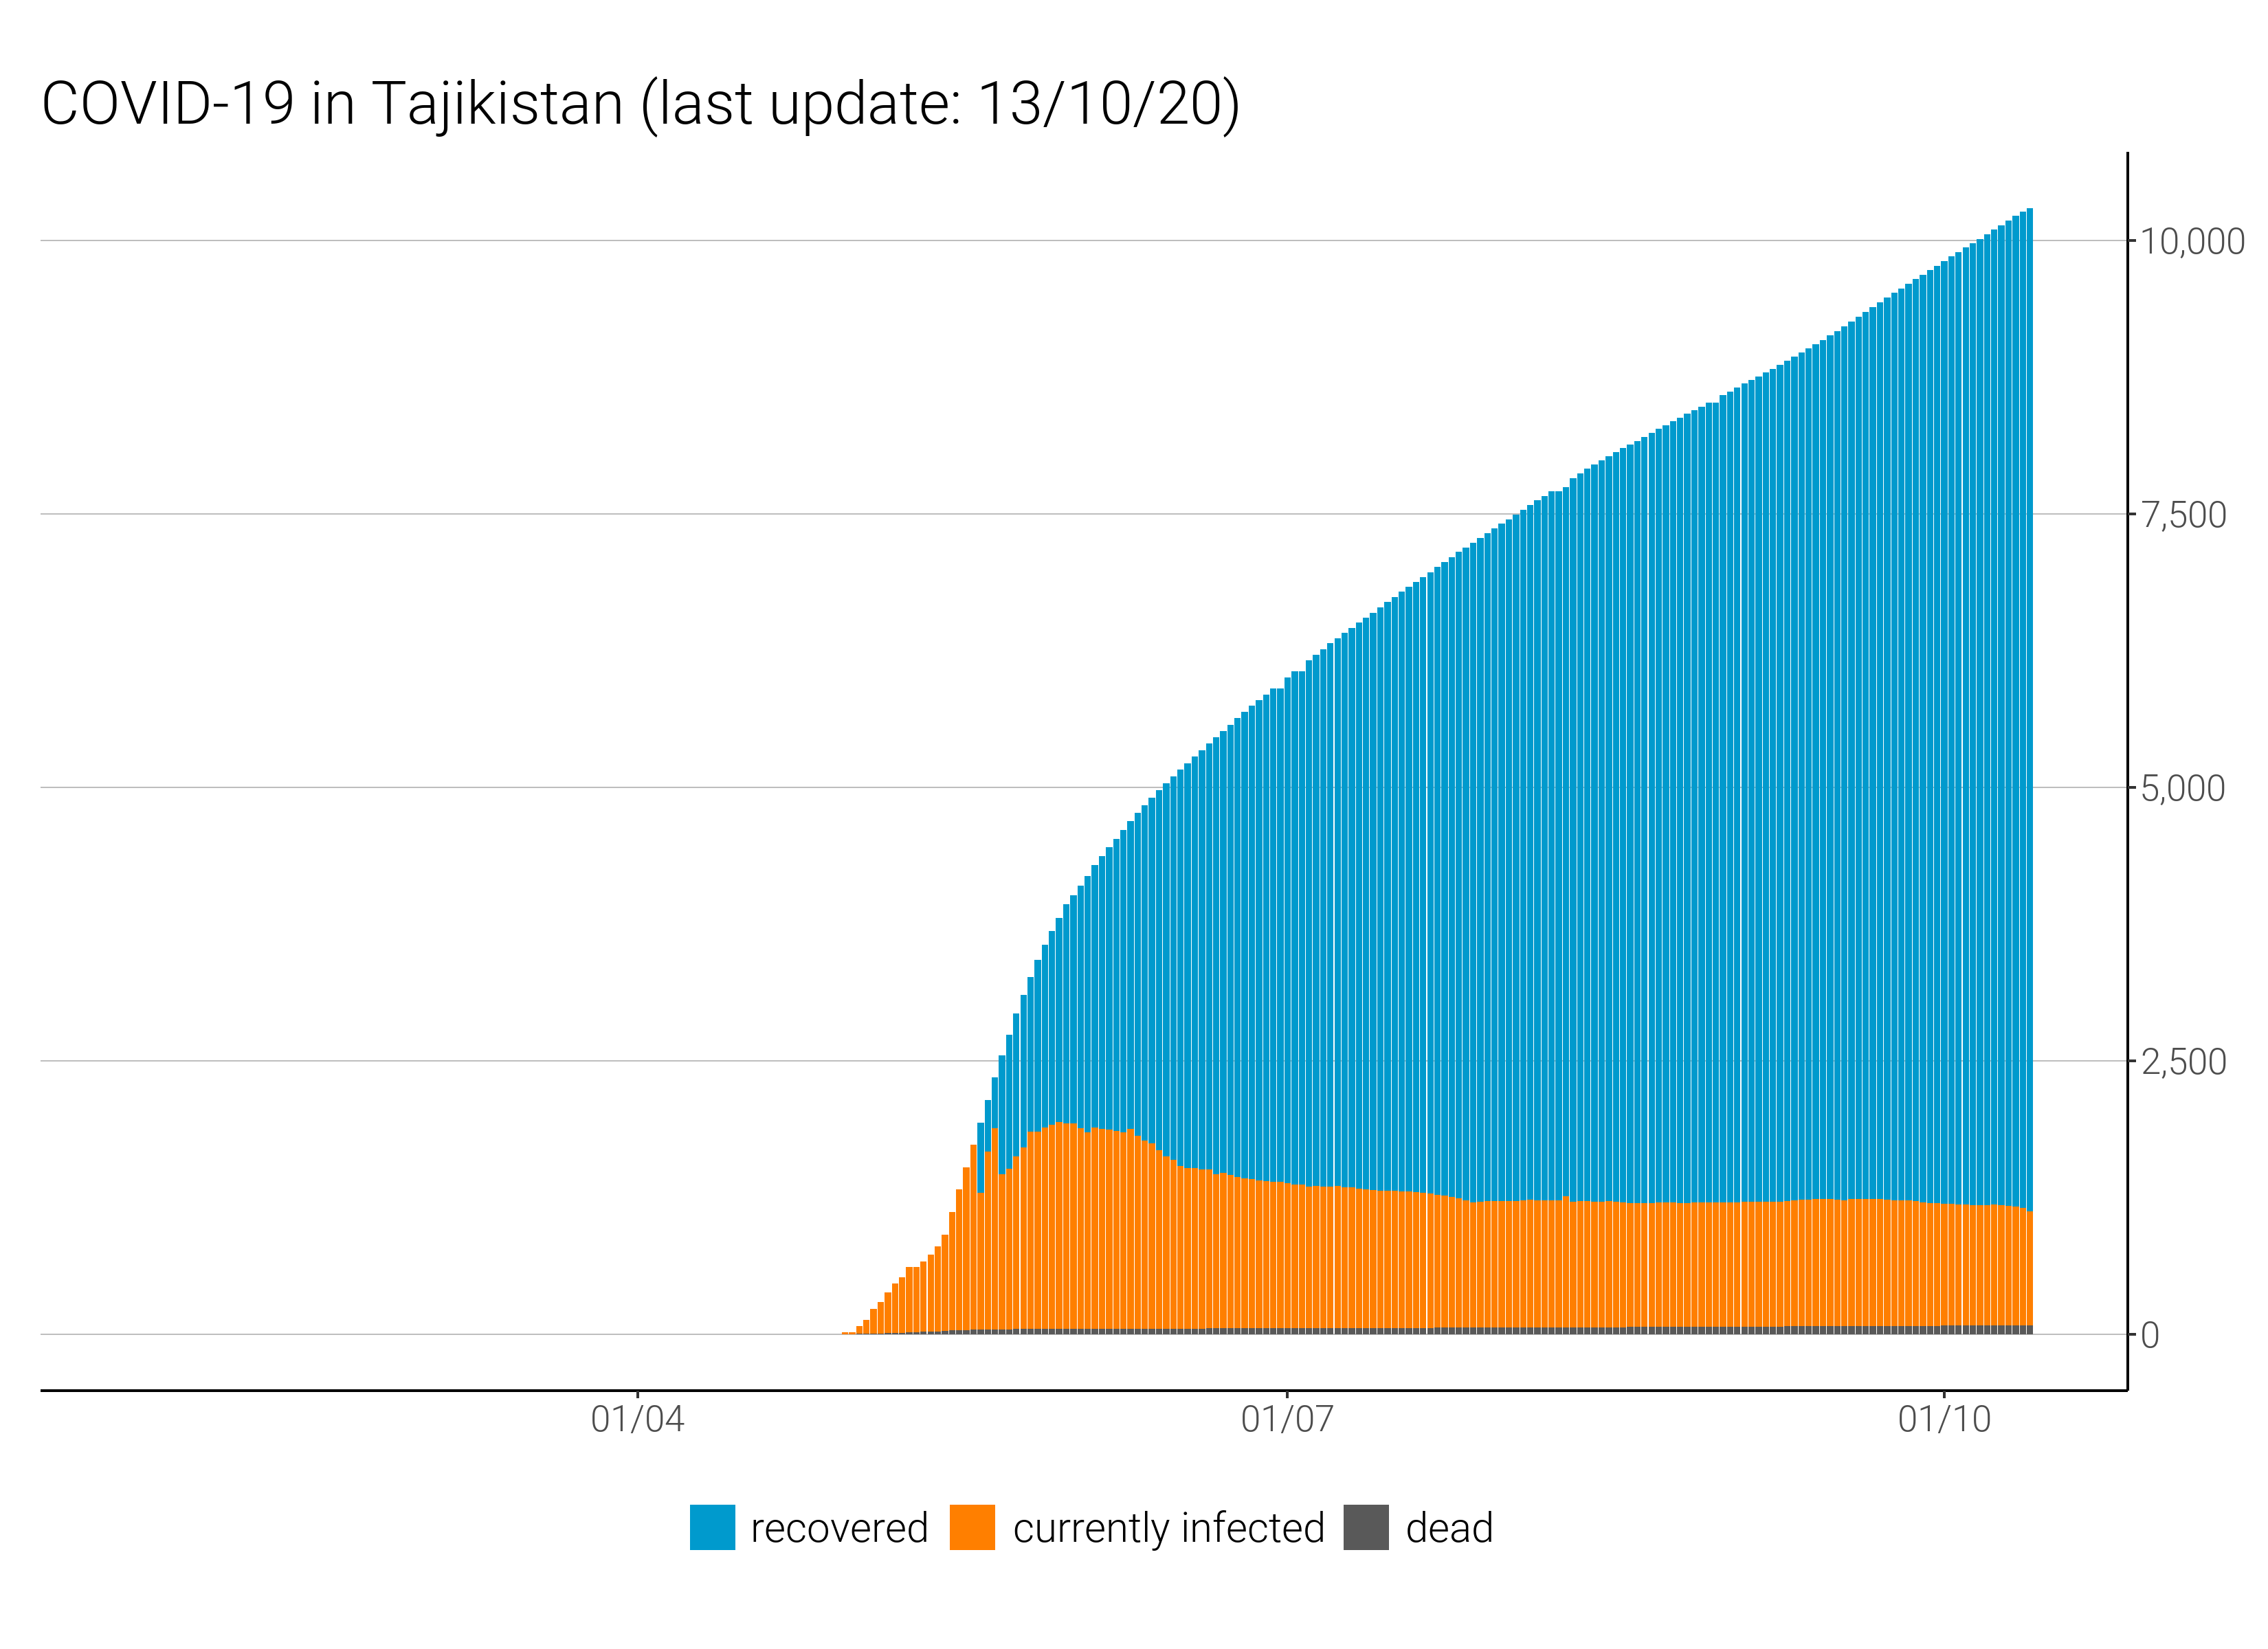 COVID-19 in Tajikistan (last update: 13/10/20)
10,000
7,500
5,000
2,500
0
01/04 01/07 01/10
recovered currently infected dead